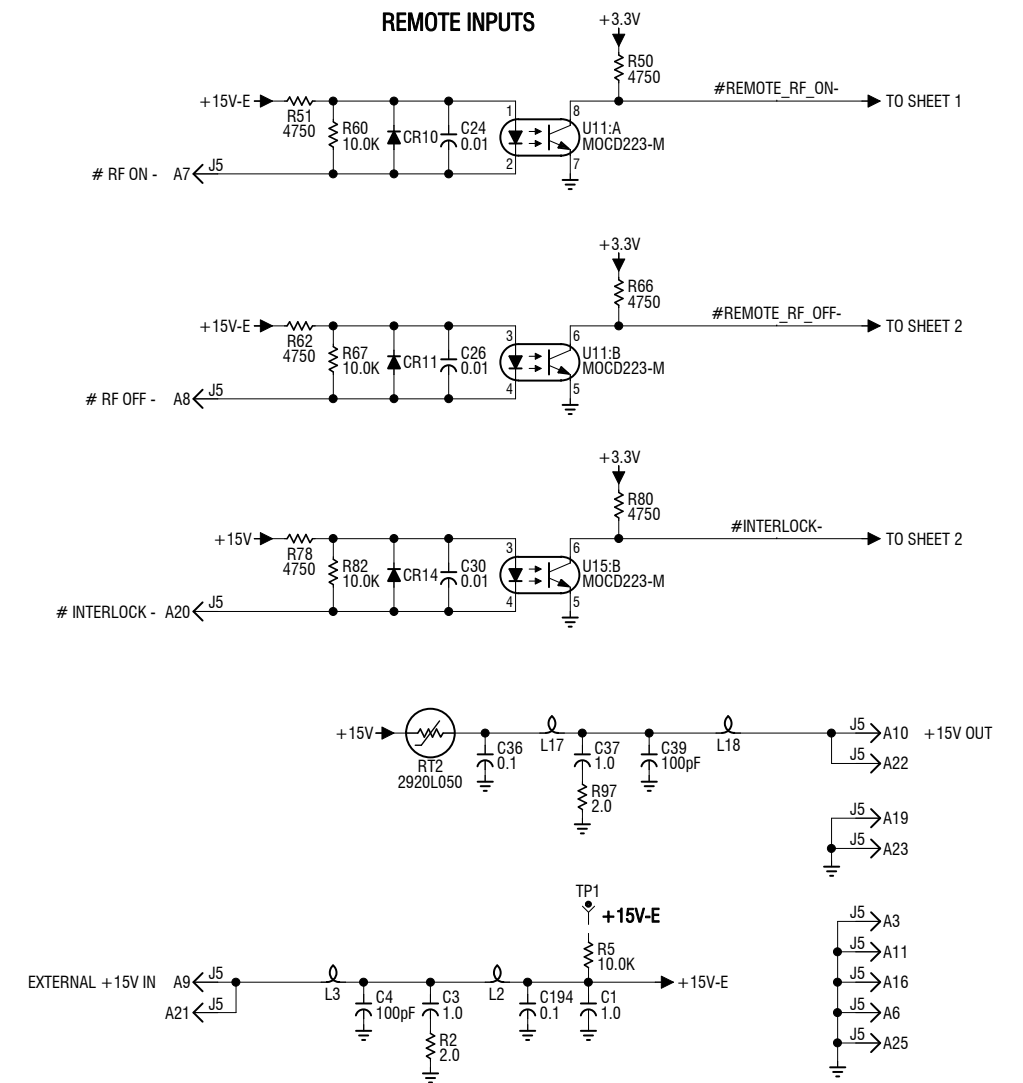 REMOTE INPUTS
+3.3V
R50
4750
#REMOTE_RF_ON-
TO SHEET 1
+15V-E
R51
4750
R60
10.0K
CR10
C24
0.01
1
2
8
7
U11:A
MOCD223-M
# RF ON - A7 J5
+3.3V
R66
4750
#REMOTE_RF_OFF-
TO SHEET 2
+15V-E
R62
4750
R67
10.0K
CR11
C26
0.01
3
4
6
5
U11:B
MOCD223-M
# RF OFF - A8 J5
+3.3V
R80
4750
#INTERLOCK-
TO SHEET 2
+15V
R78
4750
R82
10.0K
CR14
C30
0.01
3
4
6
5
U15:B
MOCD223-M
# INTERLOCK - A20 J5
+15V
RT2
2920L050
C36
0.1
L17
C37
1.0
R97
2.0
C39
100pF
L18
J5 A10 +15V OUT
J5 A22
J5 A19
J5 A23
TP1
+15V-E
R5
10.0K
EXTERNAL +15V IN A9 J5
A21 J5
L3
C4
100pF
C3
1.0
R2
2.0
L2
C194
0.1
C1
1.0
+15V-E
J5 A3
J5 A11
J5 A16
J5 A6
J5 A25